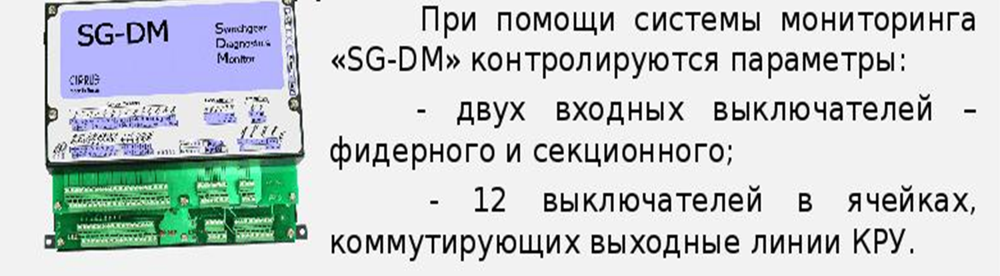 SG-DM
Switchgear
Diagnostics
Monitor
CIRRUS
При помощи системы мониторинга
«SG-DM» контролируются параметры:
- двух входных выключателей –
фидерного и секционного;
- 12 выключателей в ячейках,
коммутирующих выходные линии КРУ.